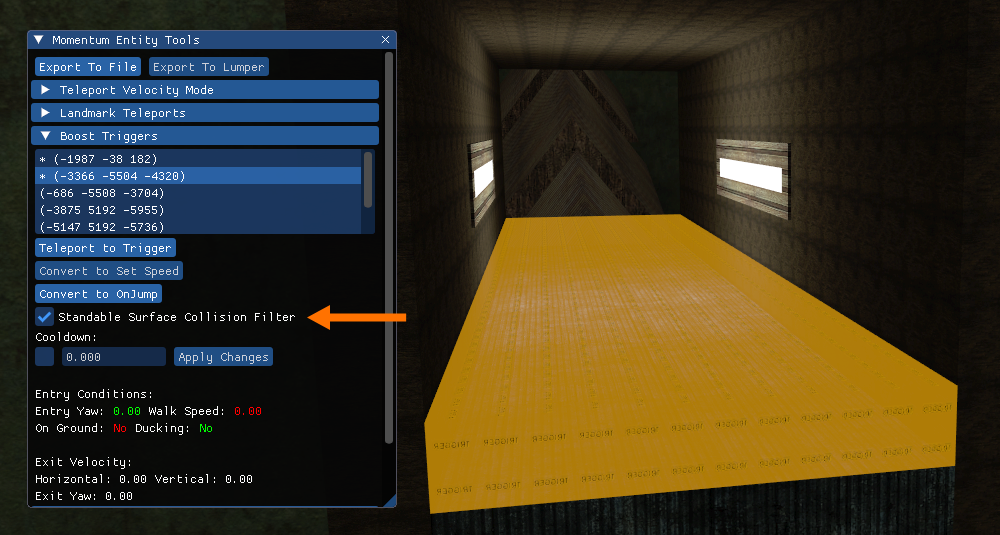 Momentum Entity Tools
Export To File Export To Lumper
Teleport Velocity Mode
Landmark Teleports
Boost Triggers
* (-1987 -38 182)
* (-3366 -5504 -4320)
(-686 -5508 -3704)
(-3875 5192 -5955)
(-5147 5192 -5736)
Teleport to Trigger
Convert to Set Speed
Convert to OnJump
Standable Surface Collision Filter
Cooldown:
0.000 Apply Changes
Entry Conditions:
Entry Yaw: 0.00 Walk Speed: 0.00
On Ground: No Ducking: No
Exit Velocity:
Horizontal: 0.00 Vertical: 0.00
Exit Yaw: 0.00